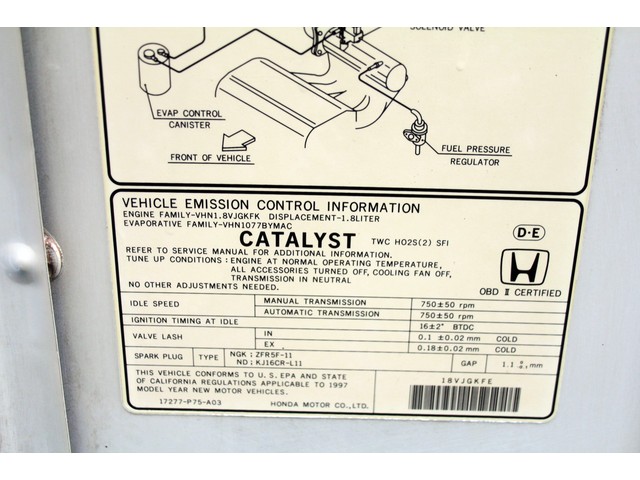 SOLENOID VALVE
EVAP CONTROL
CANISTER
FRONT OF VEHICLE
FUEL PRESSURE
REGULATOR
VEHICLE EMISSION CONTROL INFORMATION
ENGINE FAMILY-VHN1.8VJGKFK DISPLACEMENT-1.8LITER
EVAPORATIVE FAMILY-VHN1077BYMAC
CATALYST TWC HO2S(2) SFI
D·E
REFER TO SERVICE MANUAL FOR ADDITIONAL INFORMATION.
TUNE UP CONDITIONS : ENGINE AT NORMAL OPERATING TEMPERATURE,
ALL ACCESSORIES TURNED OFF, COOLING FAN OFF,
TRANSMISSION IN NEUTRAL
NO OTHER ADJUSTMENTS NEEDED.
OBD II CERTIFIED
IDLE SPEED MANUAL TRANSMISSION 750±50 rpm
AUTOMATIC TRANSMISSION 750±50 rpm
IGNITION TIMING AT IDLE 16±2° BTDC
VALVE LASH IN 0.1 ±0.02 mm COLD
EX 0.18±0.02 mm COLD
SPARK PLUG TYPE NGK : ZFR5F-11 GAP 1.1 mm
ND : KJ16CR-L11
THIS VEHICLE CONFORMS TO U.S. EPA AND STATE
OF CALIFORNIA REGULATIONS APPLICABLE TO 1997
MODEL YEAR NEW MOTOR VEHICLES.
17277-P75-A03 HONDA MOTOR CO.,LTD.
18VJGKFE